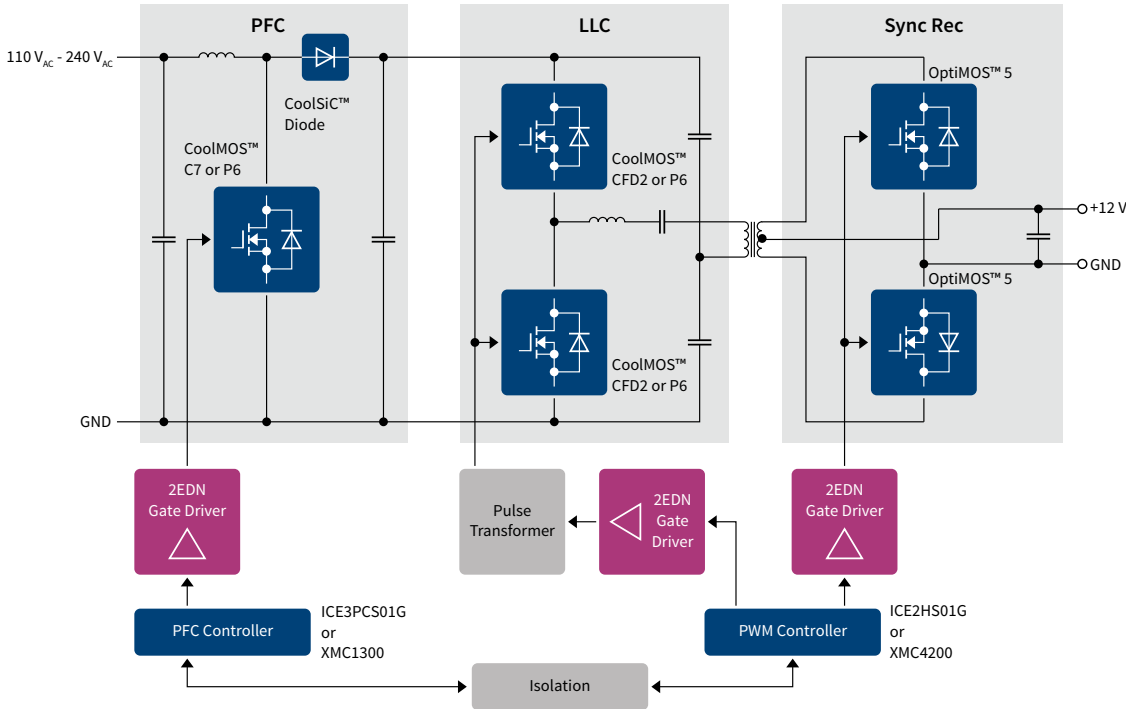 PFC
LLC
Sync Rec
110 VAC - 240 VAC
CoolSiC™
Diode
CoolMOS™
C7 or P6
CoolMOS™
CFD2 or P6
OptiMOS™ 5
+12 V
GND
OptiMOS™ 5
CoolMOS™
CFD2 or P6
GND
2EDN
Gate Driver
Pulse
Transformer
2EDN
Gate
Driver
2EDN
Gate Driver
PFC Controller
ICE3PCS01G
or
XMC1300
PWM Controller
ICE2HS01G
or
XMC4200
Isolation